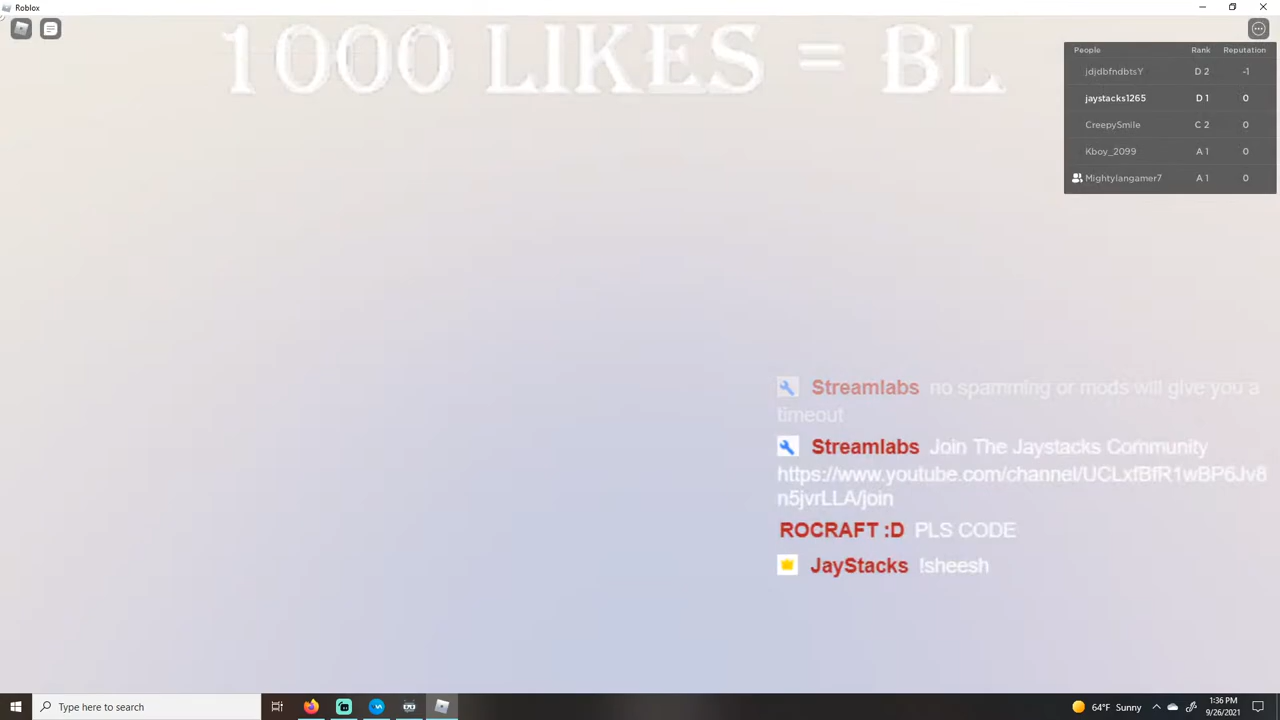 Roblox
1000 LIKES = BL
People Rank Reputation
jdjdbfndbtsY D 2 -1
jaystacks1265 D 1 0
CreepySmile C 2 0
Kboy_2099 A 1 0
Mightylangamer7 A 1 0
Streamlabs no spamming or mods will give you a
timeout
Streamlabs Join The Jaystacks Community
https://www.youtube.com/channel/UCLxfBfR1wBP6Jv8
n5jvrLLA/join
ROCRAFT :D PLS CODE
JayStacks !sheesh
Type here to search
64°F Sunny
1:36 PM
9/26/2021